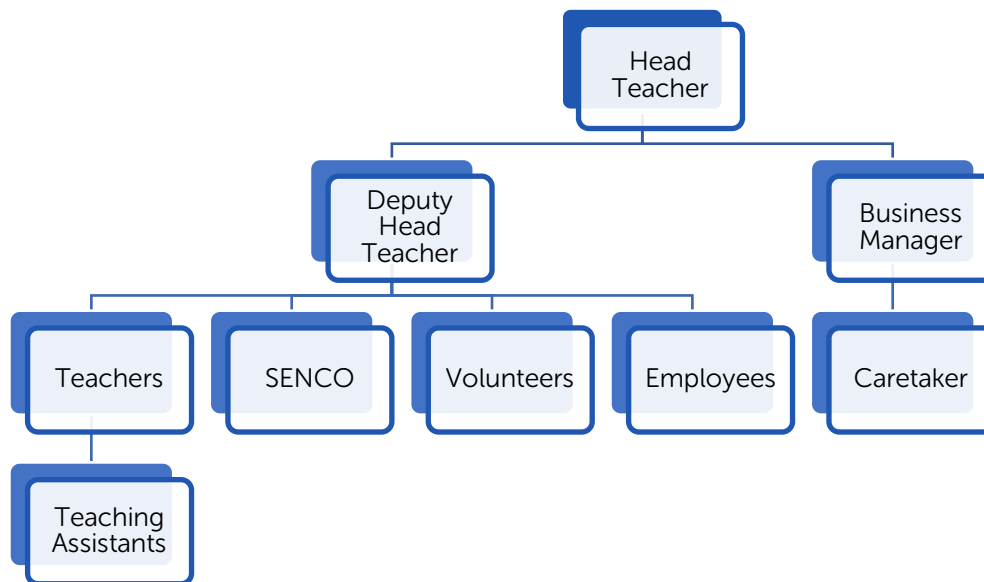 Head
Teacher
Deputy
Head
Teacher
Business
Manager
Teachers
SENCO
Volunteers
Employees
Caretaker
Teaching
Assistants